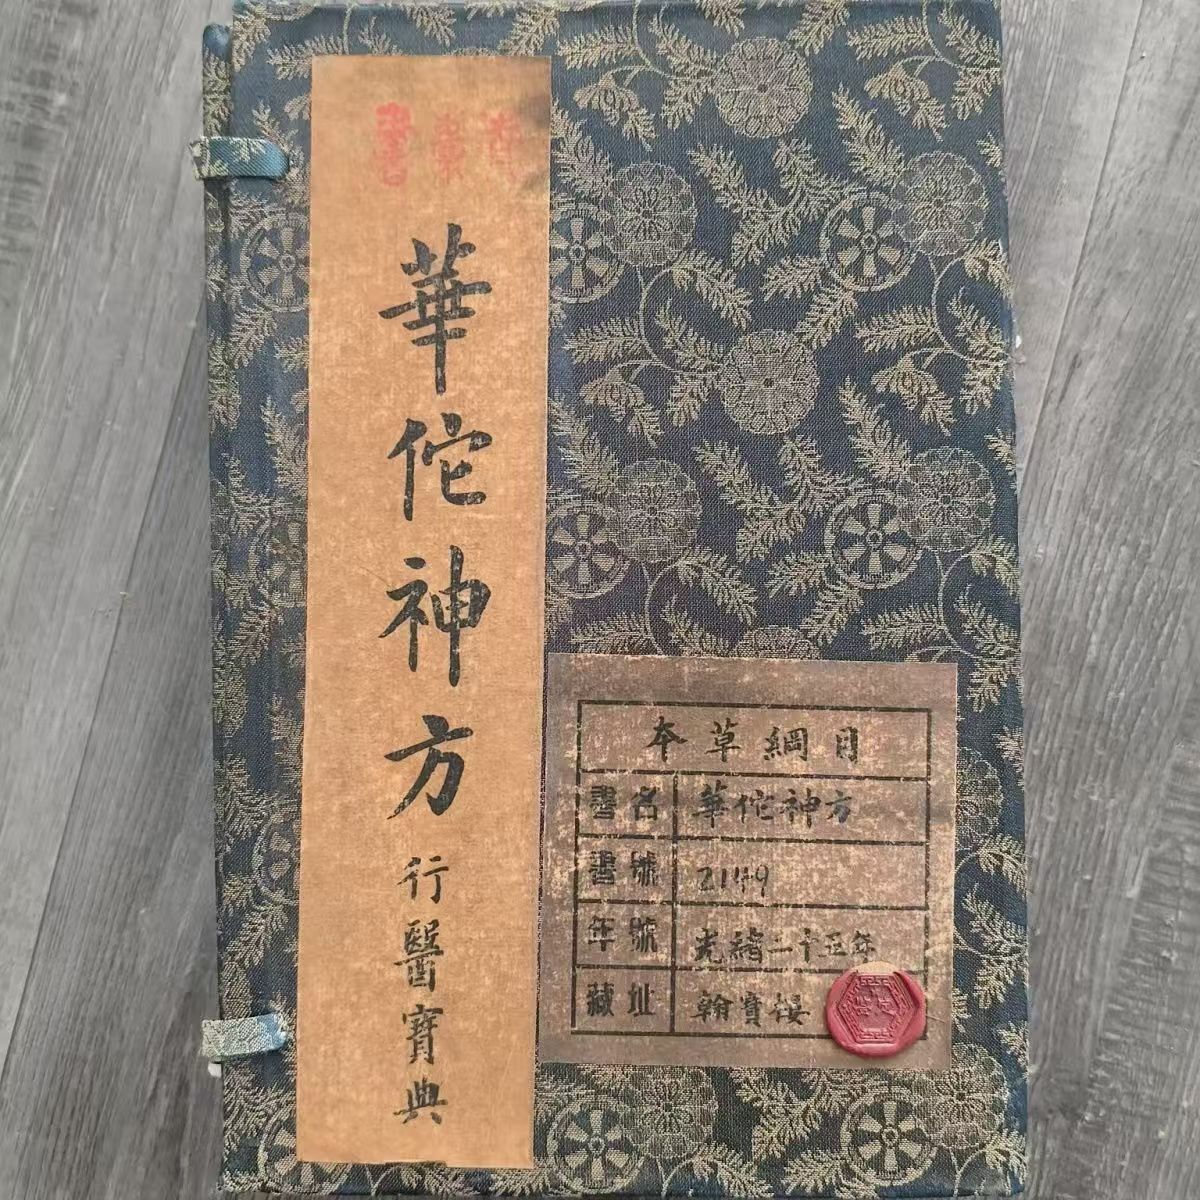 華佗神方
行醫寶典
本草綱目
書名 華佗神方
書號 2149
年號 光緒二十五年
藏址 翰寶樓